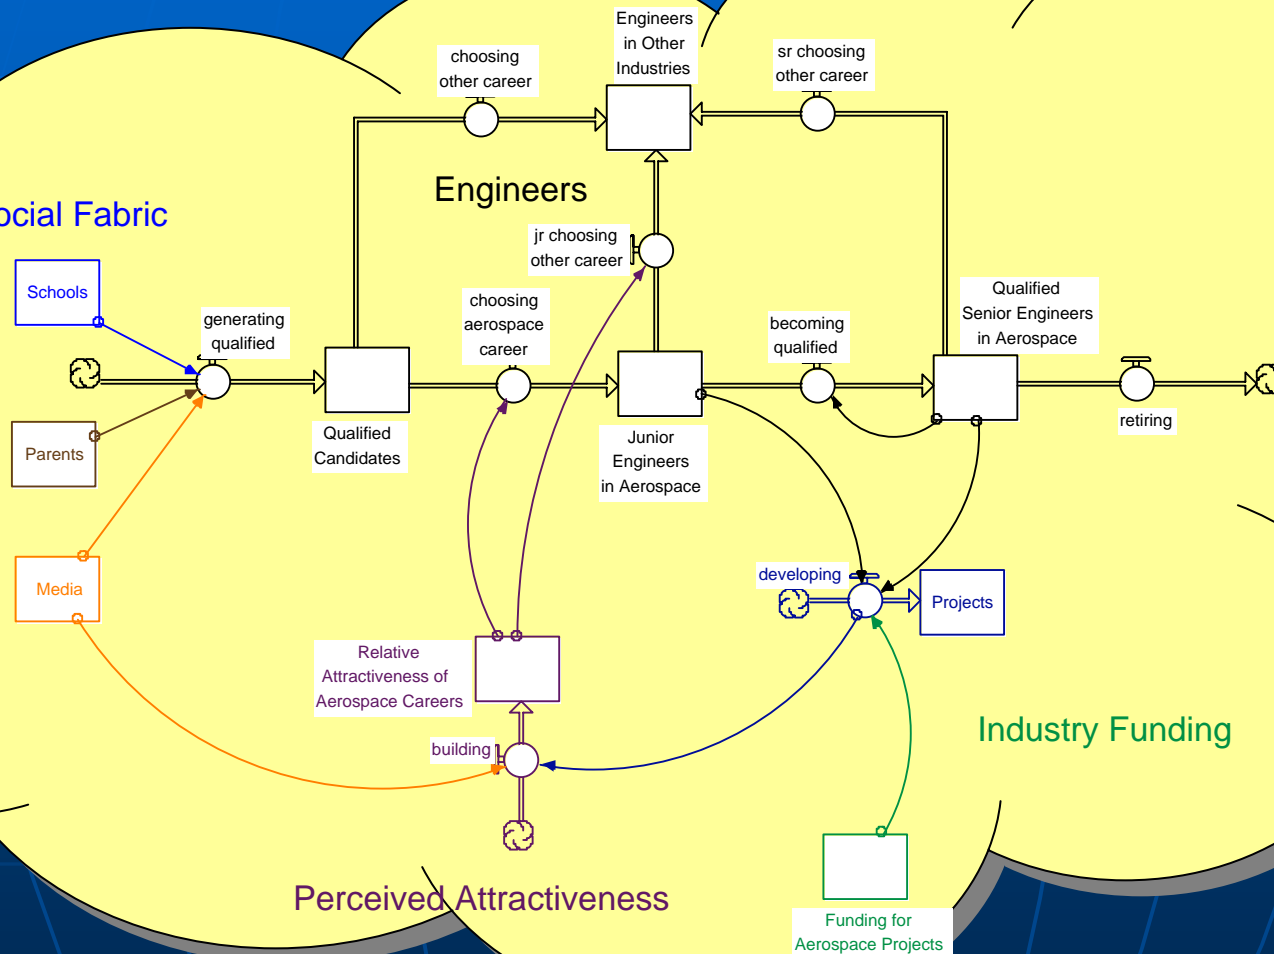 Engineers
in Other
Industries
choosing
other career
sr choosing
other career
Engineers
ocial Fabric
jr choosing
other career
Schools
generating
qualified
choosing
aerospace
career
becoming
qualified
Qualified
Senior Engineers
in Aerospace
retiring
Qualified
Candidates
Junior
Engineers
in Aerospace
Parents
Media
developing
Projects
Relative
Attractiveness of
Aerospace Careers
building
Industry Funding
Perceived Attractiveness
Funding for
Aerospace Projects